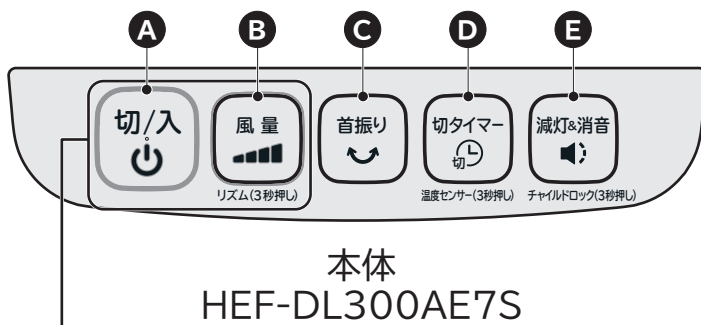 A B C D E
切/入 風量 首振り 切タイマー 減灯&消音
切
リズム(3秒押し) 温度センサー(3秒押し) チャイルドロック(3秒押し)
本体
HEF-DL300AE7S